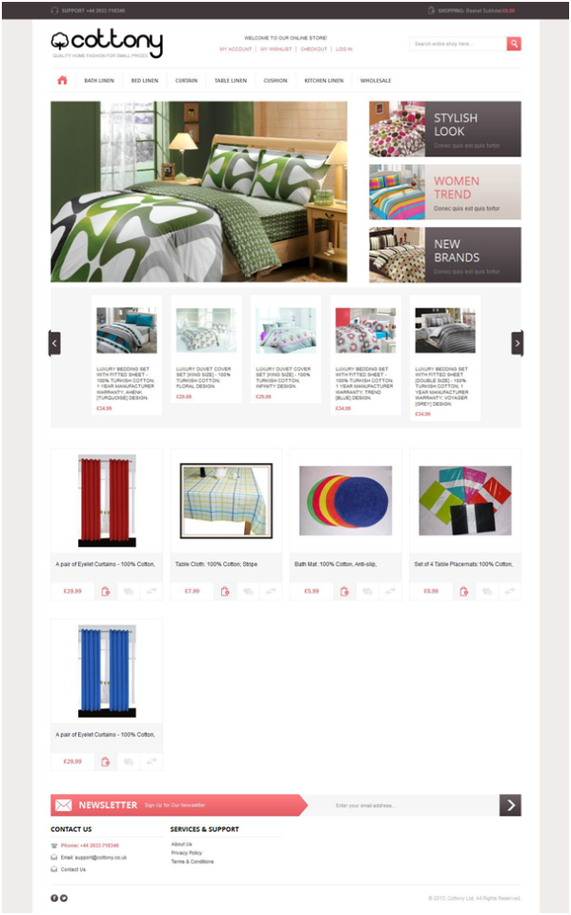 SUPPORT +44 2033 718346
SHOPPING: Basket Subtotal £0.00
cottony
QUALITY HOME FASHION FOR SMALL PRICES
WELCOME TO OUR ONLINE STORE!
MY ACCOUNT | MY WISHLIST | CHECKOUT | LOG IN
Search entire shop here...
BATH LINEN BED LINEN CURTAIN TABLE LINEN CUSHION KITCHEN LINEN WHOLESALE
STYLISH
LOOK
Donec quis est quis tortor
WOMEN
TREND
Donec quis est quis tortor
NEW
BRANDS
Donec quis est quis tortor
LUXURY BEDDING SET
WITH FITTED SHEET -
100% TURKISH COTTON;
1 YEAR MANUFACTURER
WARRANTY; AHENK
[TURQUOISE] DESIGN.
£34.99
LUXURY DUVET COVER
SET [KING SIZE] - 100%
TURKISH COTTON;
FLORAL DESIGN.
£29.99
LUXURY DUVET COVER
SET [KING SIZE] - 100%
TURKISH COTTON;
INFINITY DESIGN.
£29.99
LUXURY BEDDING SET
WITH FITTED SHEET -
100% TURKISH COTTON;
1 YEAR MANUFACTURER
WARRANTY; TREND
[BLUE] DESIGN.
£34.99
LUXURY BEDDING SET
WITH FITTED SHEET
[DOUBLE SIZE] - 100%
TURKISH COTTON; 1
YEAR MANUFACTURER
WARRANTY; VOYAGER
[GREY] DESIGN.
£34.99
A pair of Eyelet Curtains - 100% Cotton,
£29.99
Table Cloth: 100% Cotton; Stripe
£7.99
Bath Mat: 100% Cotton, Anti-slip,
£5.99
Set of 4 Table Placemats: 100% Cotton,
£9.99
A pair of Eyelet Curtains - 100% Cotton,
£29.99
NEWSLETTER Sign Up for Our Newsletter
Enter your email address...
CONTACT US
Phone: +44 2033 718346
Email: support@cottony.co.uk
Contact Us
SERVICES & SUPPORT
About Us
Privacy Policy
Terms & Conditions
© 2013. Cottony Ltd. All Rights Reserved.